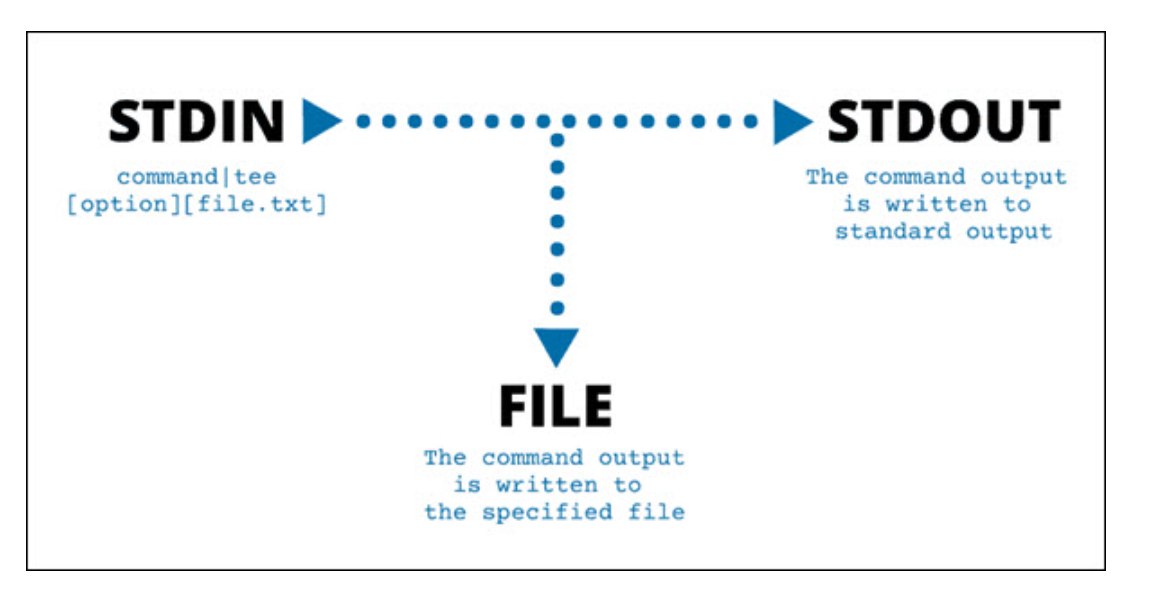 STDIN
command|tee
[option][file.txt]
STDOUT
The command output
is written to
standard output
FILE
The command output
is written to
the specified file